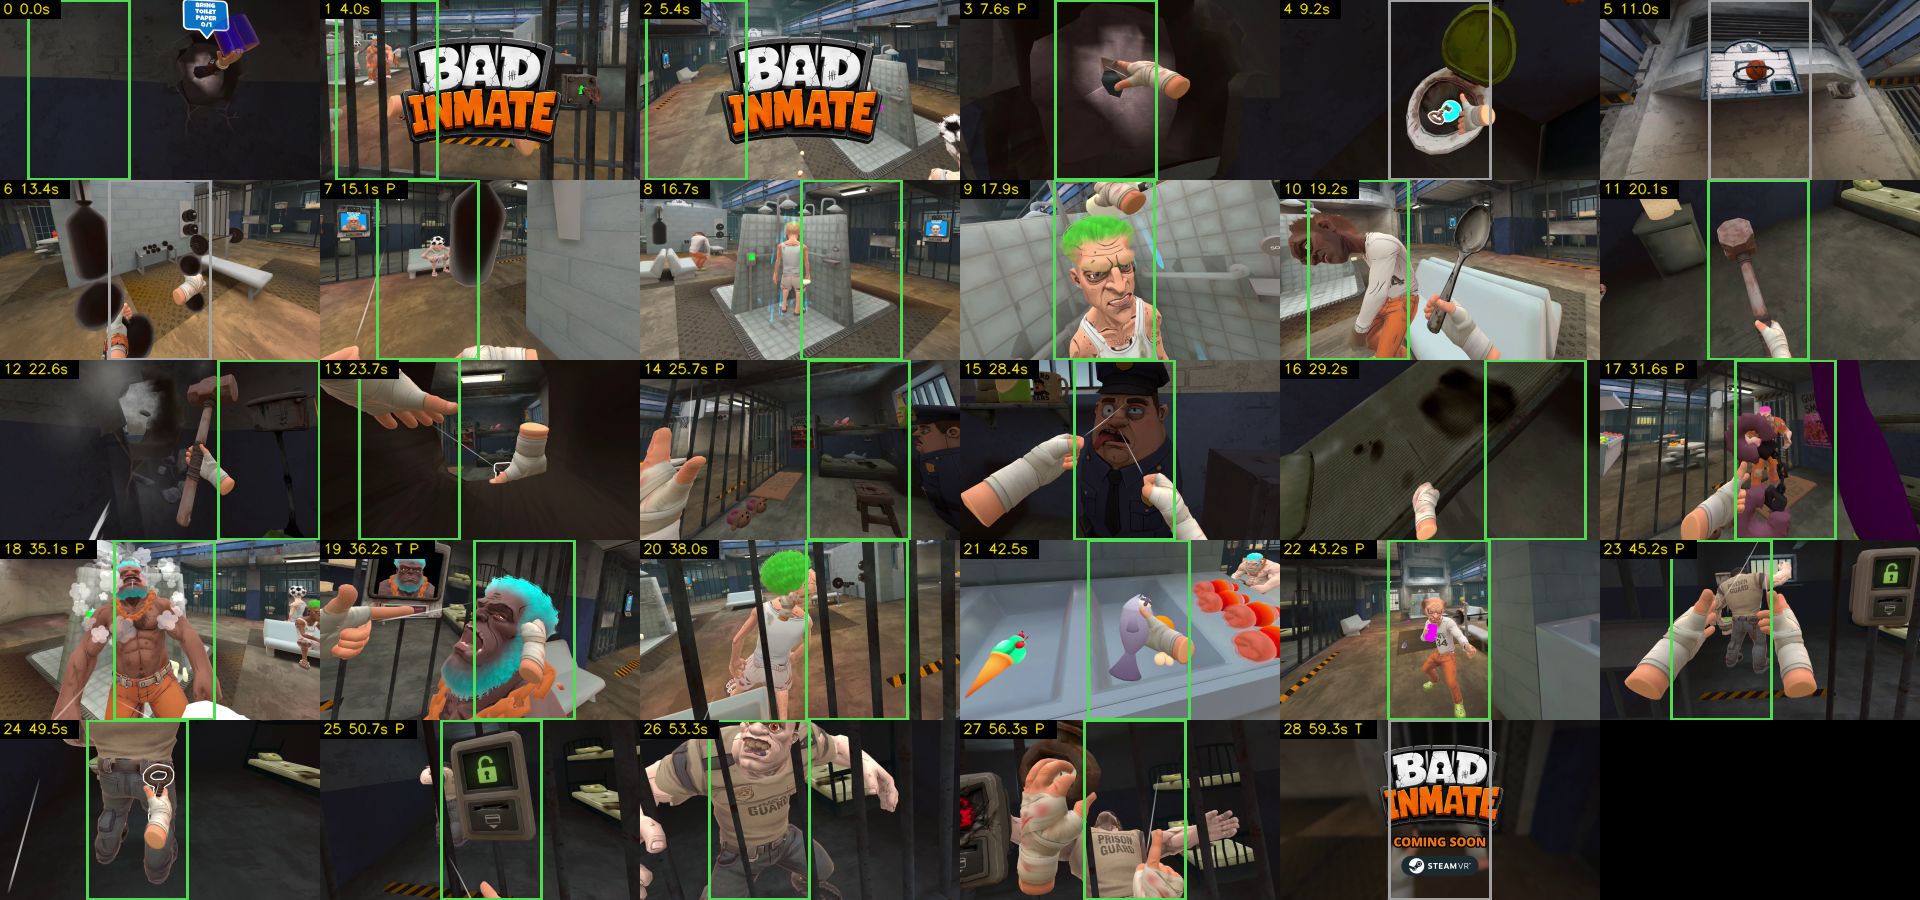 0 0.0s
BRING
TOILET
PAPER
0/1
1 4.0s
BAD
INMATE
2 5.4s
BAD
INMATE
3 7.6s P
4 9.2s
5 11.0s
6 13.4s
7 15.1s P
8 16.7s
9 17.9s
10 19.2s
11 20.1s
12 22.6s
13 23.7s
14 25.7s P
15 28.4s
16 29.2s
17 31.6s P
18 35.1s P
19 36.2s T P
20 38.0s
21 42.5s
22 43.2s P
23 45.2s P
24 49.5s
25 50.7s P
26 53.3s
GUARD
27 56.3s P
PRISON
GUARD
28 59.3s T
BAD
INMATE
COMING SOON
STEAMVR